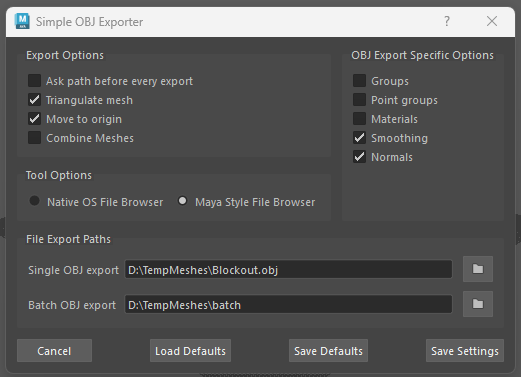 M
Simple OBJ Exporter
?
Export Options
Ask path before every export
Triangulate mesh
Move to origin
Combine Meshes
OBJ Export Specific Options
Groups
Point groups
Materials
Smoothing
Normals
Tool Options
Native OS File Browser
Maya Style File Browser
File Export Paths
Single OBJ export D:\TempMeshes\Blockout.obj
Batch OBJ export D:\TempMeshes\batch
Cancel Load Defaults Save Defaults Save Settings